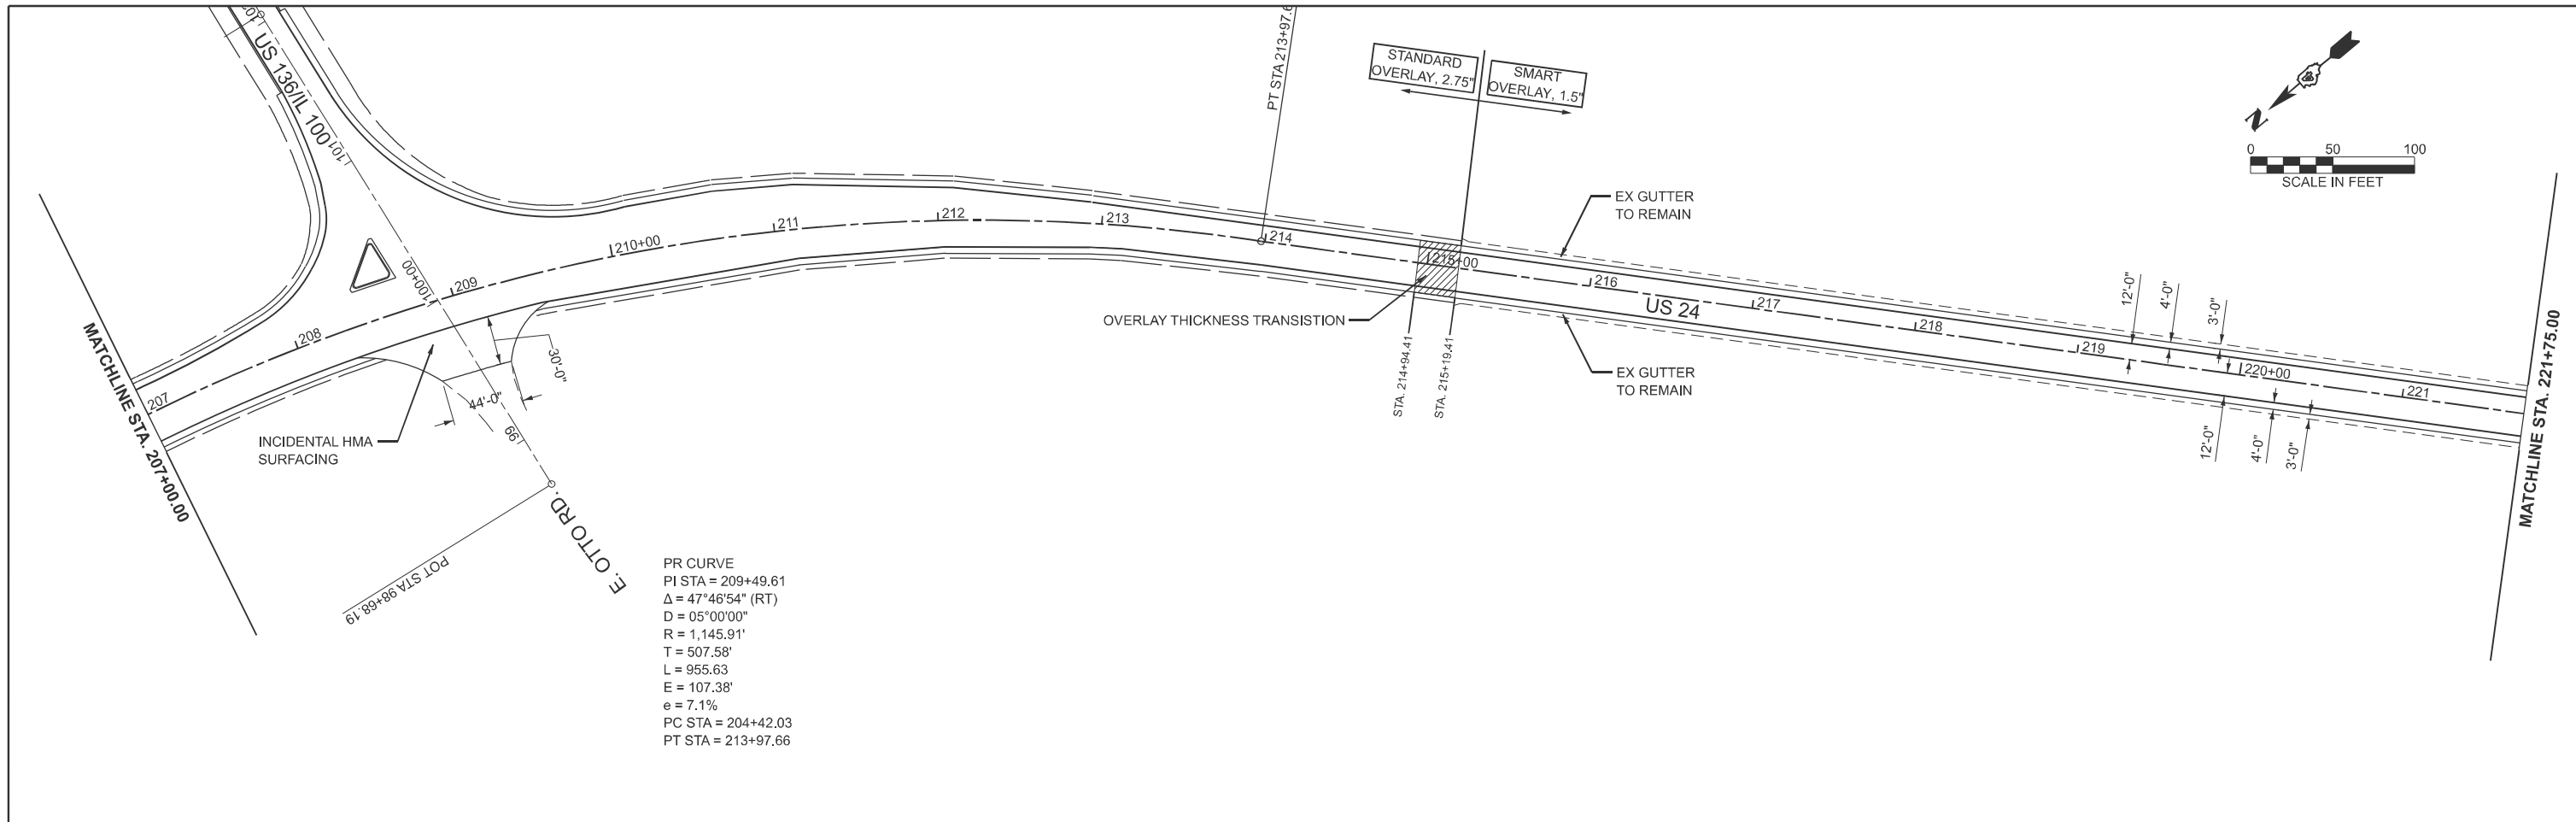 US 136/IL 100
101
100+00
99
PT STA 213+97.6
STANDARD
OVERLAY, 2.75"
SMART
OVERLAY, 1.5"
N
0 50 100
SCALE IN FEET
EX GUTTER
TO REMAIN
207
208
209
210+00
211
212
213
214
215+00
216
217
218
219
220+00
221
US 24
OVERLAY THICKNESS TRANSISTION
STA. 214+94.41
STA. 215+19.41
EX GUTTER
TO REMAIN
12'-0"
4'-0"
3'-0"
12'-0"
4'-0"
3'-0"
MATCHLINE STA. 221+75.00
MATCHLINE STA. 207+00.00
30'-0"
44'-0"
INCIDENTAL HMA
SURFACING
E. OTTO RD.
POT STA 98+68.19
PR CURVE
PI STA = 209+49.61
Δ = 47°46'54" (RT)
D = 05°00'00"
R = 1,145.91'
T = 507.58'
L = 955.63
E = 107.38'
e = 7.1%
PC STA = 204+42.03
PT STA = 213+97.66